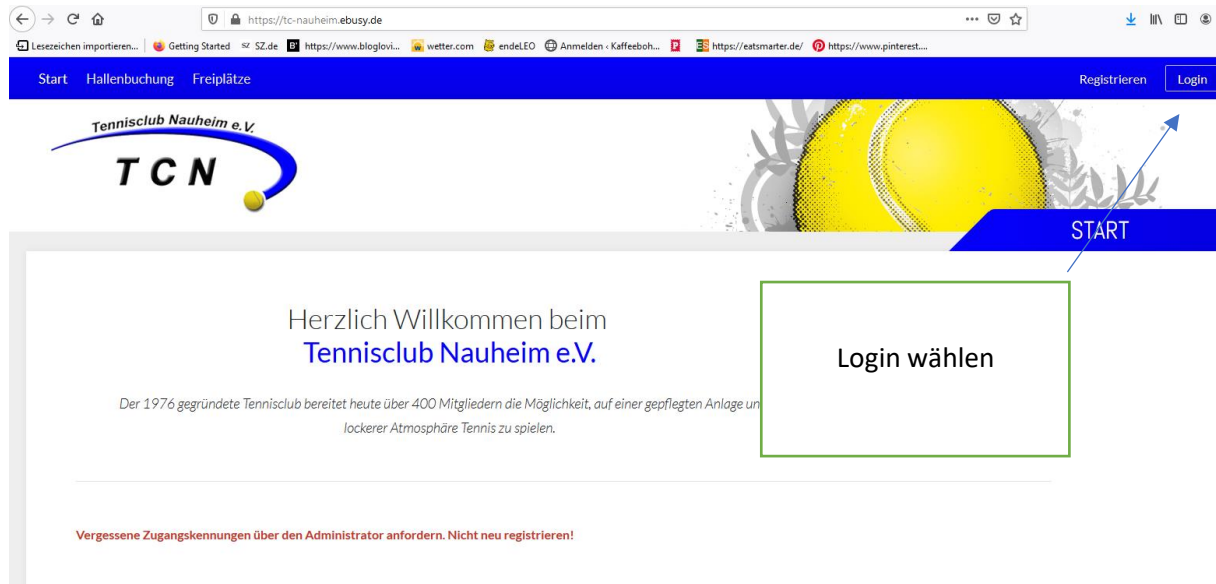 https://tc-nauheim.ebusy.de
Lesezeichen importieren... Getting Started SZ SZ.de B' https://www.bloglovi... wetter.com endeLEO Anmelden ‹ Kaffeeboh... P ES https://eatsmarter.de/ https://www.pinterest....
Start Hallenbuchung Freiplätze Registrieren Login
Tennisclub Nauheim e.V.
TCN
START
Herzlich Willkommen beim
Tennisclub Nauheim e.V.
Login wählen
Der 1976 gegründete Tennisclub bereitet heute über 400 Mitgliedern die Möglichkeit, auf einer gepflegten Anlage un
lockerer Atmosphäre Tennis zu spielen.
Vergessene Zugangskennungen über den Administrator anfordern. Nicht neu registrieren!